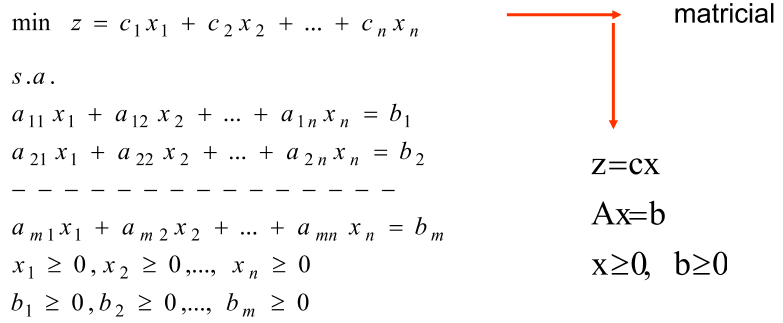 min z = c₁x₁ + c₂x₂ + ... + cₙxₙ
s.a.
a₁₁x₁ + a₁₂x₂ + ... + a₁ₙxₙ = b₁
a₂₁x₁ + a₂₂x₂ + ... + a₂ₙxₙ = b₂
– – – – – – – – – – – – – – –
aₘ₁x₁ + aₘ₂x₂ + ... + aₘₙxₙ = bₘ
x₁ ≥ 0, x₂ ≥ 0,..., xₙ ≥ 0
b₁ ≥ 0, b₂ ≥ 0,..., bₘ ≥ 0
matricial
z=cx
Ax=b
x≥0, b≥0